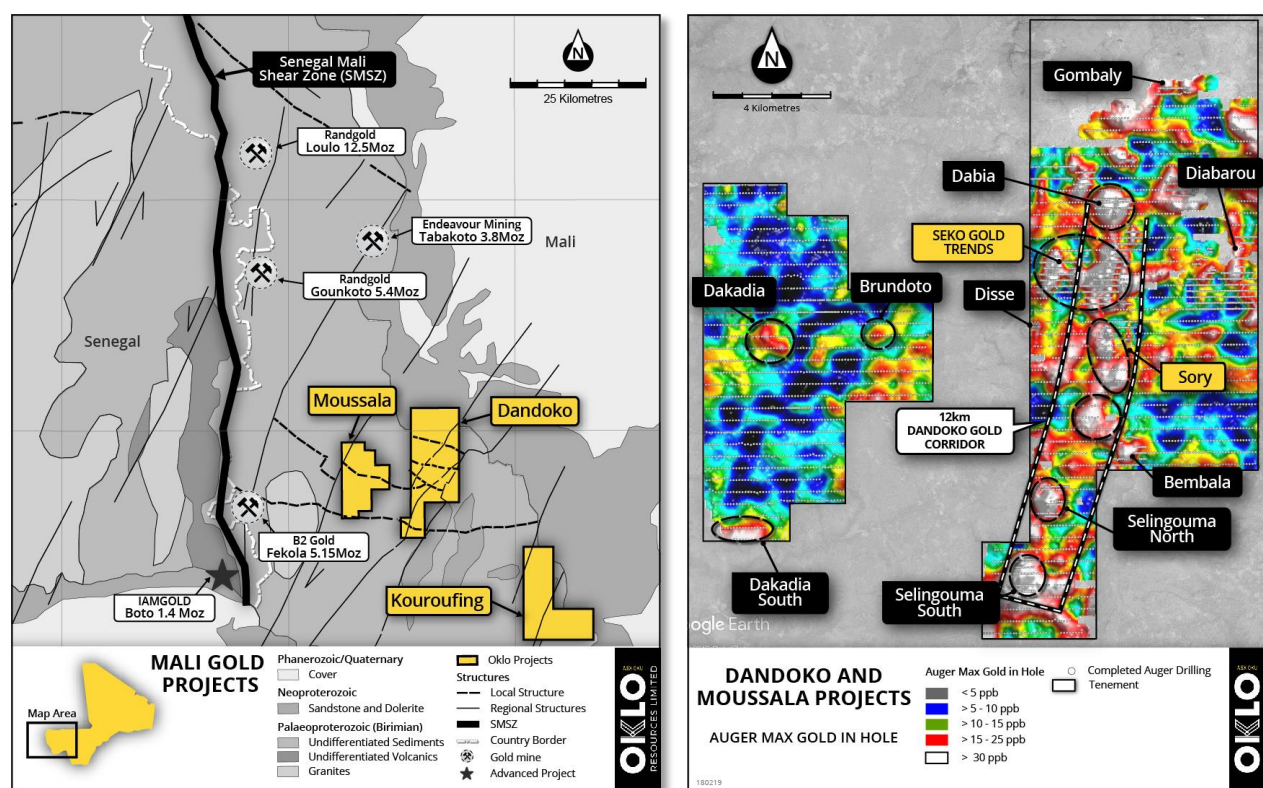 Senegal Mali
Shear Zone (SMSZ)
N
25 Kilometres
Randgold
Loulo 12.5Moz
Endeavour Mining
Tabakoto 3.8Moz
Mali
Randgold
Gounkoto 5.4Moz
Senegal
Moussala
Dandoko
B2 Gold
Fekola 5.15Moz
IAMGOLD
Boto 1.4 Moz
Kouroufing
MALI GOLD
PROJECTS
Map Area
Phanerozoic/Quaternary
Cover
Neoproterozoic
Sandstone and Dolerite
Palaeoproterozoic (Birimian)
Undifferentiated Sediments
Undifferentiated Volcanics
Granites
Oklo Projects
Structures
Local Structure
Regional Structures
SMSZ
Country Border
Gold mine
Advanced Project
ASX:OKU
OKLO
RESOURCES LIMITED
N
4 Kilometres
Gombaly
Dabia
Diabarou
SEKO GOLD
TRENDS
Dakadia
Brundoto
Disse
Sory
12km
DANDOKO GOLD
CORRIDOR
Bembala
Selingouma
North
Dakadia
South
Selingouma
South
ogle Earth
DANDOKO AND
MOUSSALA PROJECTS
AUGER MAX GOLD IN HOLE
180219
Auger Max Gold in Hole
< 5 ppb
> 5 - 10 ppb
> 10 - 15 ppb
> 15 - 25 ppb
> 30 ppb
Completed Auger Drilling
Tenement
ASX:OKU
OKLO
RESOURCES LIMITED